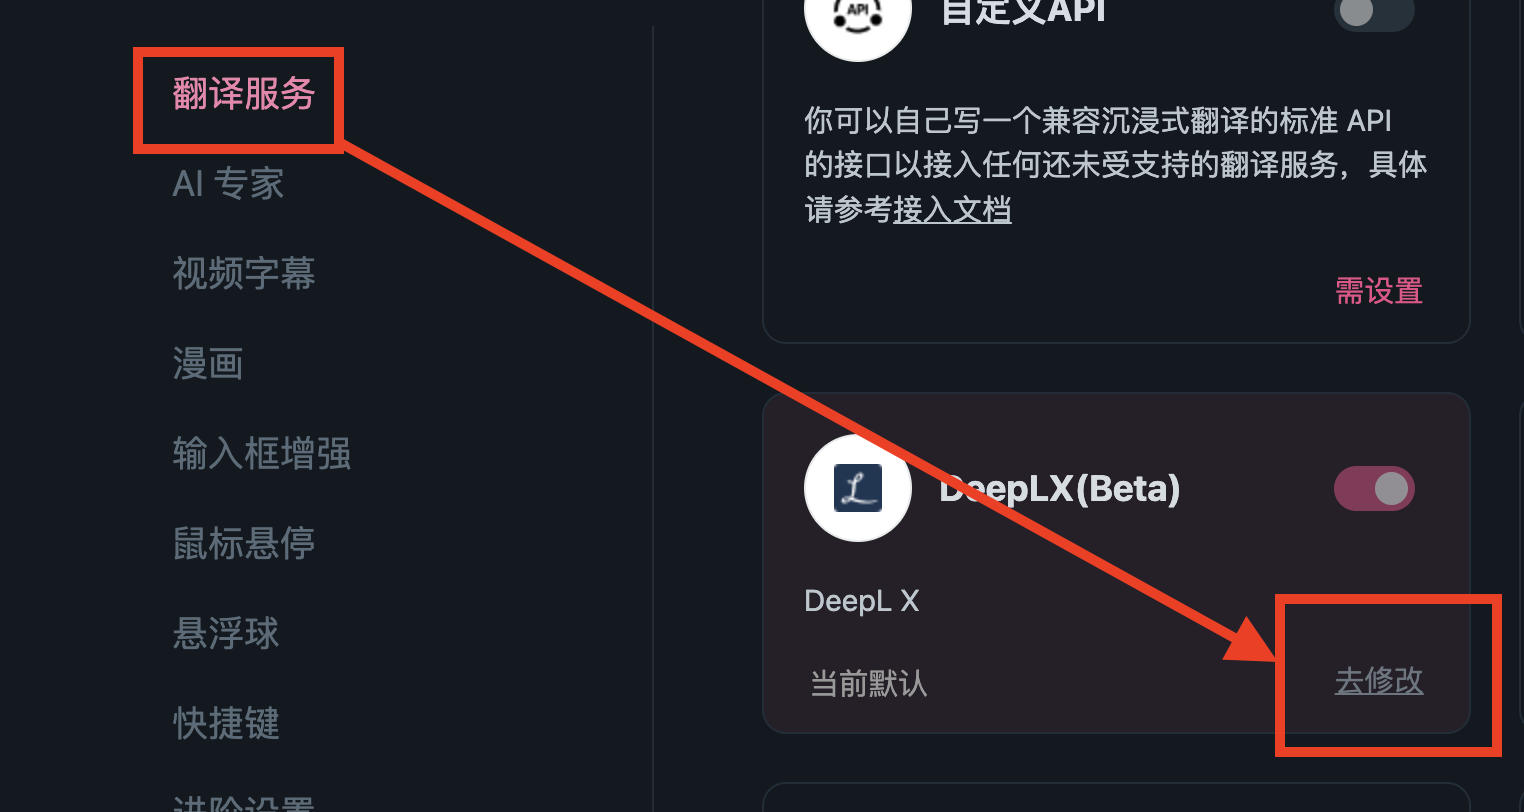 翻译服务
AI 专家
视频字幕
漫画
输入框增强
鼠标悬停
悬浮球
快捷键
进阶设置
API
自定义API
你可以自己写一个兼容沉浸式翻译的标准 API
的接口以接入任何还未受支持的翻译服务，具体
请参考接入文档
需设置
DeepLX(Beta)
DeepL X
当前默认
去修改